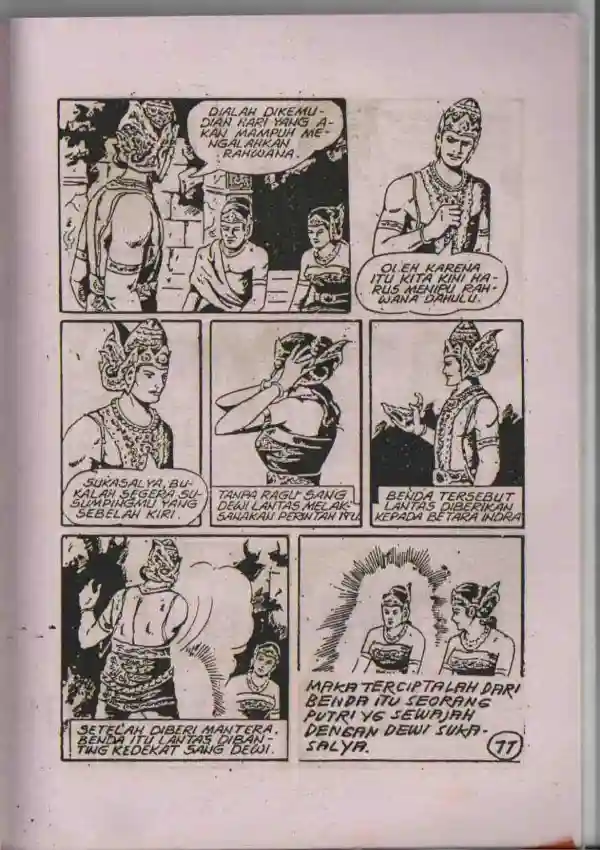 DIALAH DIKEMU-
DIAN HARI YANG A-
KAN MAMPUH ME-
NGALAHKAN
RAHWANA.
OLEH KARENA
ITU KITA KINI HA-
RUS MENIPU RAH-
WANA DAHULU.
SUKASALYA, BU-
KALAH SEGERA SU-
SUMPINGMU YANG
SEBELAH KIRI.
TANPA RAGU² SANG
DEWI LANTAS MELAK-
SANAKAN PERINTAH ITU
BENDA TERSEBUT
LANTAS DIBERIKAN
KEPADA BETARA INDRA
SETELAH DIBERI MANTERA.
BENDA ITU LANTAS DIBAN-
TING KEDEKAT SANG DEWI.
MAKA TERCIPTALAH DARI
BENDA ITU SEORANG
PUTRI YG SEWAJAH
DENGAN DEWI SUKA-
SALYA.
77